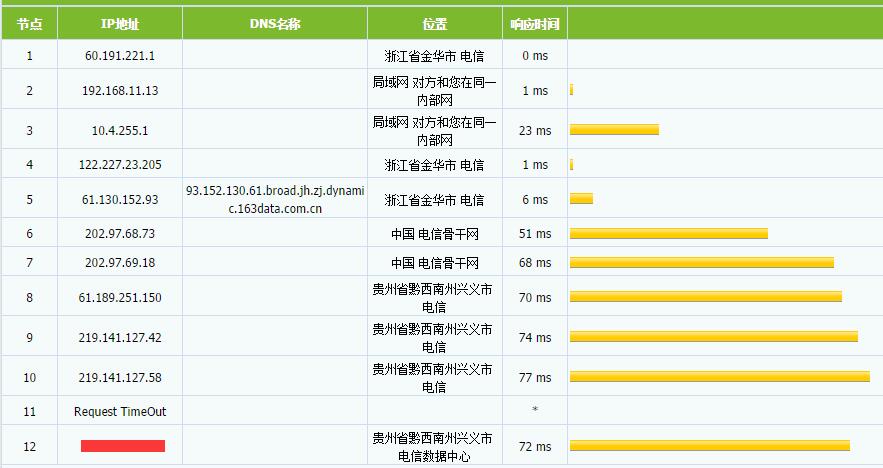 节点 IP地址 DNS名称 位置 响应时间
1 60.191.221.1 浙江省金华市 电信 0 ms
2 192.168.11.13 局域网 对方和您在同一 1 ms
内部网
3 10.4.255.1 局域网 对方和您在同一 23 ms
内部网
4 122.227.23.205 浙江省金华市 电信 1 ms
5 61.130.152.93 93.152.130.61.broad.jh.zj.dynami 浙江省金华市 电信 6 ms
c.163data.com.cn
6 202.97.68.73 中国 电信骨干网 51 ms
7 202.97.69.18 中国 电信骨干网 68 ms
8 61.189.251.150 贵州省黔西南州兴义市 70 ms
电信
9 219.141.127.42 贵州省黔西南州兴义市 74 ms
电信
10 219.141.127.58 贵州省黔西南州兴义市 77 ms
电信
11 Request TimeOut *
12 贵州省黔西南州兴义市 72 ms
电信数据中心